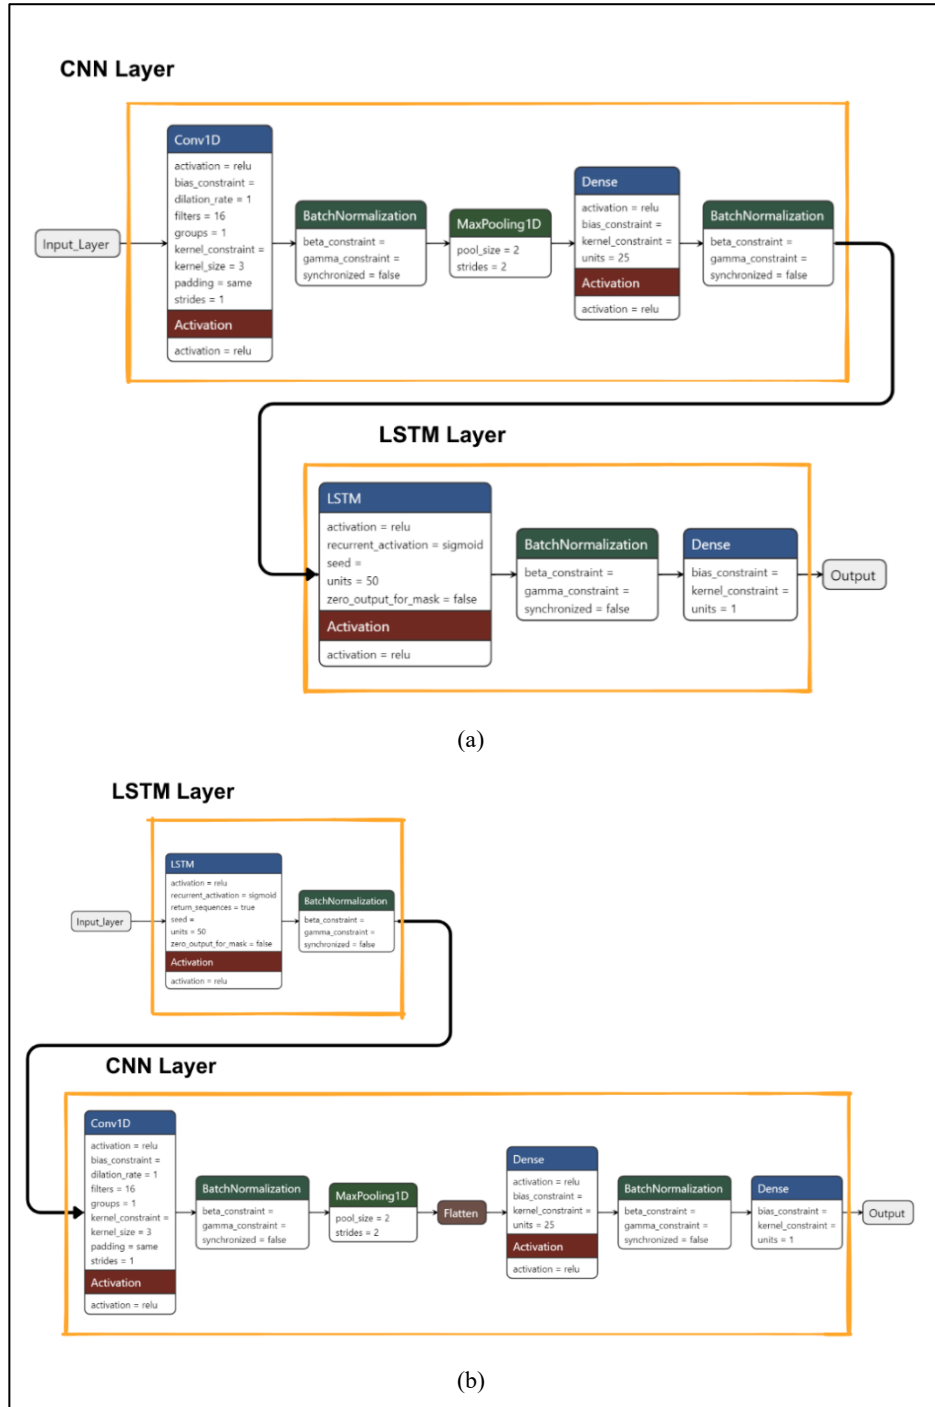 CNN Layer
Input_Layer
Conv1D
activation = relu
bias_constraint =
dilation_rate = 1
filters = 16
groups = 1
kernel_constraint =
kernel_size = 3
padding = same
strides = 1
Activation
activation = relu
BatchNormalization
beta_constraint =
gamma_constraint =
synchronized = false
MaxPooling1D
pool_size = 2
strides = 2
Dense
activation = relu
bias_constraint =
kernel_constraint =
units = 25
Activation
activation = relu
BatchNormalization
beta_constraint =
gamma_constraint =
synchronized = false
LSTM Layer
LSTM
activation = relu
recurrent_activation = sigmoid
seed =
units = 50
zero_output_for_mask = false
Activation
activation = relu
BatchNormalization
beta_constraint =
gamma_constraint =
synchronized = false
Dense
bias_constraint =
kernel_constraint =
units = 1
Output
(a)
LSTM Layer
Input_layer
LSTM
activation = relu
recurrent_activation = sigmoid
return_sequences = true
seed =
units = 50
zero_output_for_mask = false
Activation
activation = relu
BatchNormalization
beta_constraint =
gamma_constraint =
synchronized = false
CNN Layer
Conv1D
activation = relu
bias_constraint =
dilation_rate = 1
filters = 16
groups = 1
kernel_constraint =
kernel_size = 3
padding = same
strides = 1
Activation
activation = relu
BatchNormalization
beta_constraint =
gamma_constraint =
synchronized = false
MaxPooling1D
pool_size = 2
strides = 2
Flatten
Dense
activation = relu
bias_constraint =
kernel_constraint =
units = 25
Activation
activation = relu
BatchNormalization
beta_constraint =
gamma_constraint =
synchronized = false
Dense
bias_constraint =
kernel_constraint =
units = 1
Output
(b)